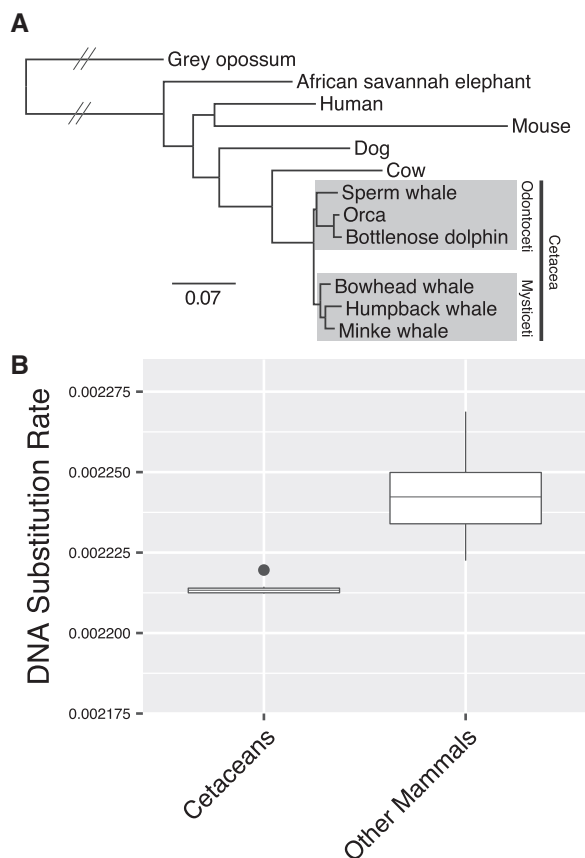 A
Grey opossum
African savannah elephant
Human
Mouse
Dog
Cow
Sperm whale
Orca
Bottlenose dolphin
Odontoceti
Cetacea
Bowhead whale
Humpback whale
Minke whale
Mysticeti
0.07
B
DNA Substitution Rate
0.002275
0.002250
0.002225
0.002200
0.002175
Cetaceans
Other Mammals